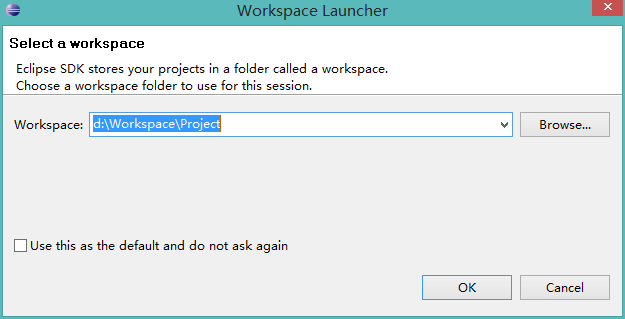 Workspace Launcher
Select a workspace
Eclipse SDK stores your projects in a folder called a workspace.
Choose a workspace folder to use for this session.
Workspace: d:\Workspace\Project Browse...
Use this as the default and do not ask again
OK Cancel